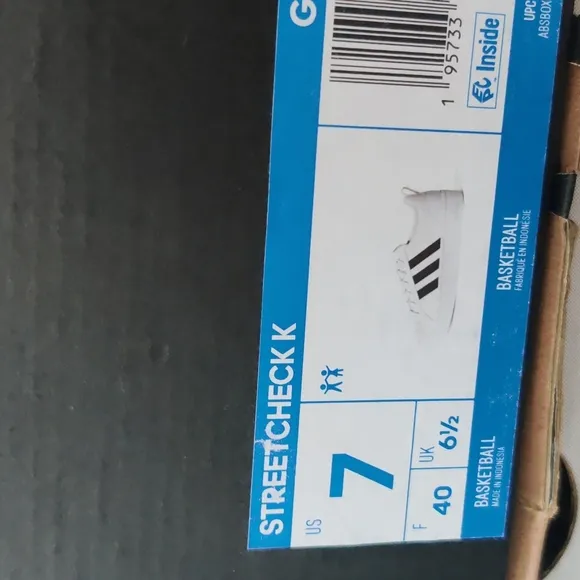 STREETCHECK K
G
US
7
F
40
UK
6½
1 95733
Inside
UPC
ABSBOX
BASKETBALL
MADE IN INDONESIA
BASKETBALL
FABRIQUE EN INDONESIE